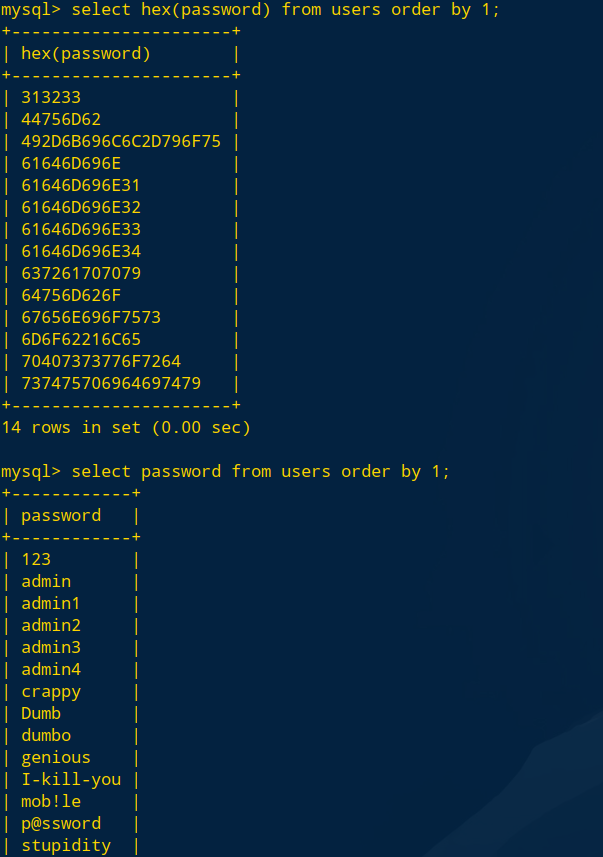 mysql> select hex(password) from users order by 1;
+----------------------+
| hex(password)        |
+----------------------+
| 313233               |
| 44756D62             |
| 492D6B696C6C2D796F75 |
| 61646D696E           |
| 61646D696E31         |
| 61646D696E32         |
| 61646D696E33         |
| 61646D696E34         |
| 637261707079         |
| 64756D626F           |
| 67656E696F7573       |
| 6D6F62216C65         |
| 70407373776F7264     |
| 737475706964697479   |
+----------------------+
14 rows in set (0.00 sec)

mysql> select password from users order by 1;
+------------+
| password   |
+------------+
| 123        |
| admin      |
| admin1     |
| admin2     |
| admin3     |
| admin4     |
| crappy     |
| Dumb       |
| dumbo      |
| genious    |
| I-kill-you |
| mob!le     |
| p@ssword   |
| stupidity  |